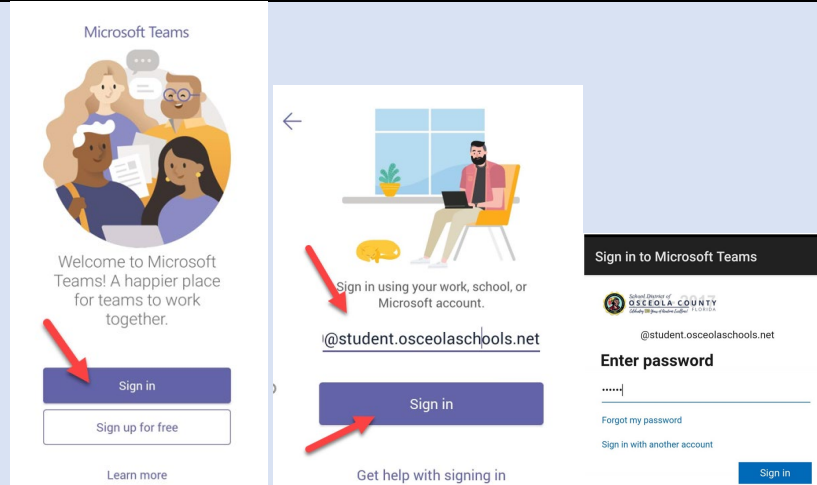 Microsoft Teams
Welcome to Microsoft
Teams! A happier place
for teams to work
together.
Sign in
Sign up for free
Learn more
Sign in using your work, school, or
Microsoft account.
@student.osceolaschools.net
Sign in
Get help with signing in
Sign in to Microsoft Teams
School District of
OSCEOLA COUNTY
FLORIDA
@student.osceolaschools.net
Enter password
••••••
Forgot my password
Sign in with another account
Sign in